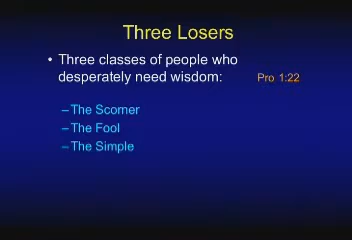 Three Losers
• Three classes of people who
desperately need wisdom: Pro 1:22
– The Scorner
– The Fool
– The Simple